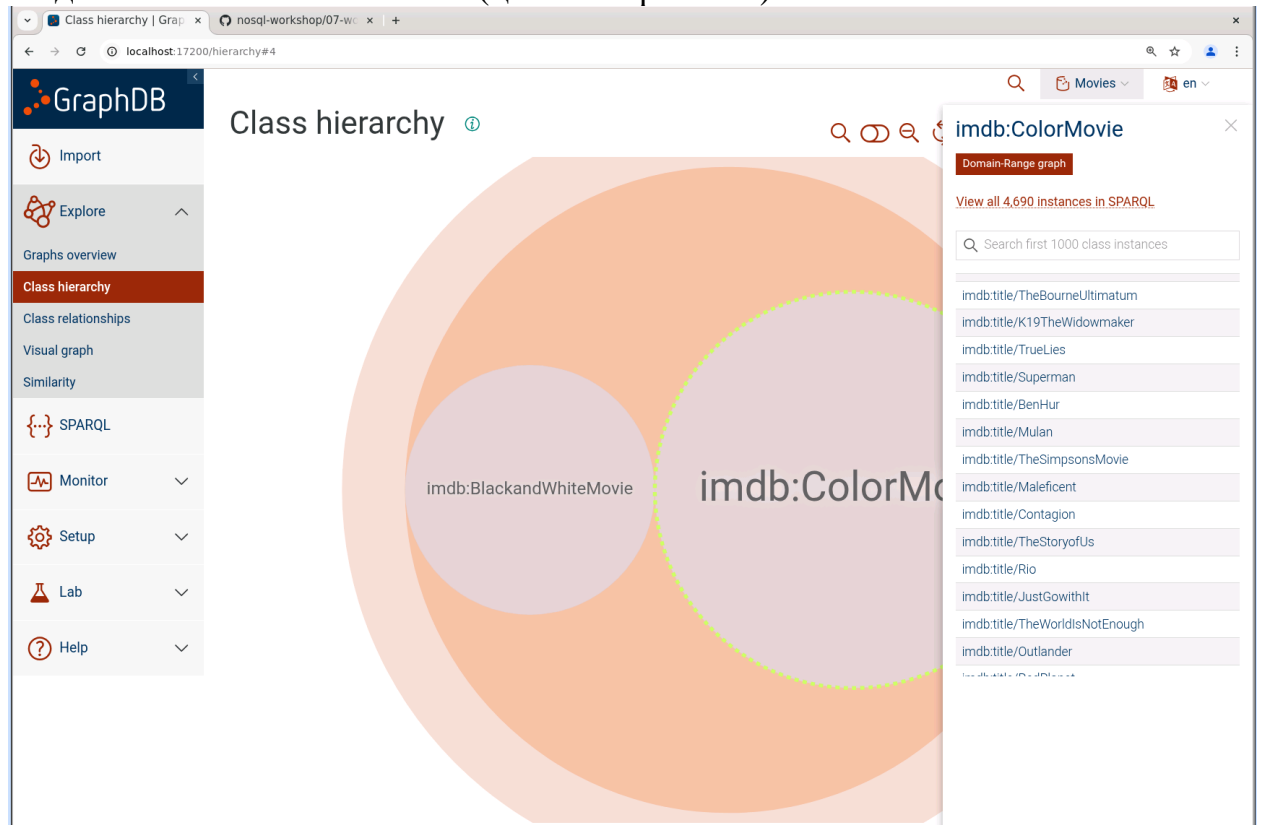 Class hierarchy | Grap
nosql-workshop/07-wo
localhost:17200/hierarchy#4
GraphDB
Movies
en
Class hierarchy
Import
Explore
Graphs overview
Class hierarchy
Class relationships
Visual graph
Similarity
SPARQL
Monitor
Setup
Lab
Help
imdb:BlackandWhiteMovie
imdb:ColorMo
imdb:ColorMovie
Domain-Range graph
View all 4,690 instances in SPARQL
Search first 1000 class instances
imdb:title/TheBourneUltimatum
imdb:title/K19TheWidowmaker
imdb:title/TrueLies
imdb:title/Superman
imdb:title/BenHur
imdb:title/Mulan
imdb:title/TheSimpsonsMovie
imdb:title/Maleficent
imdb:title/Contagion
imdb:title/TheStoryofUs
imdb:title/Rio
imdb:title/JustGowithIt
imdb:title/TheWorldIsNotEnough
imdb:title/Outlander
imdb:title/RedPlanet